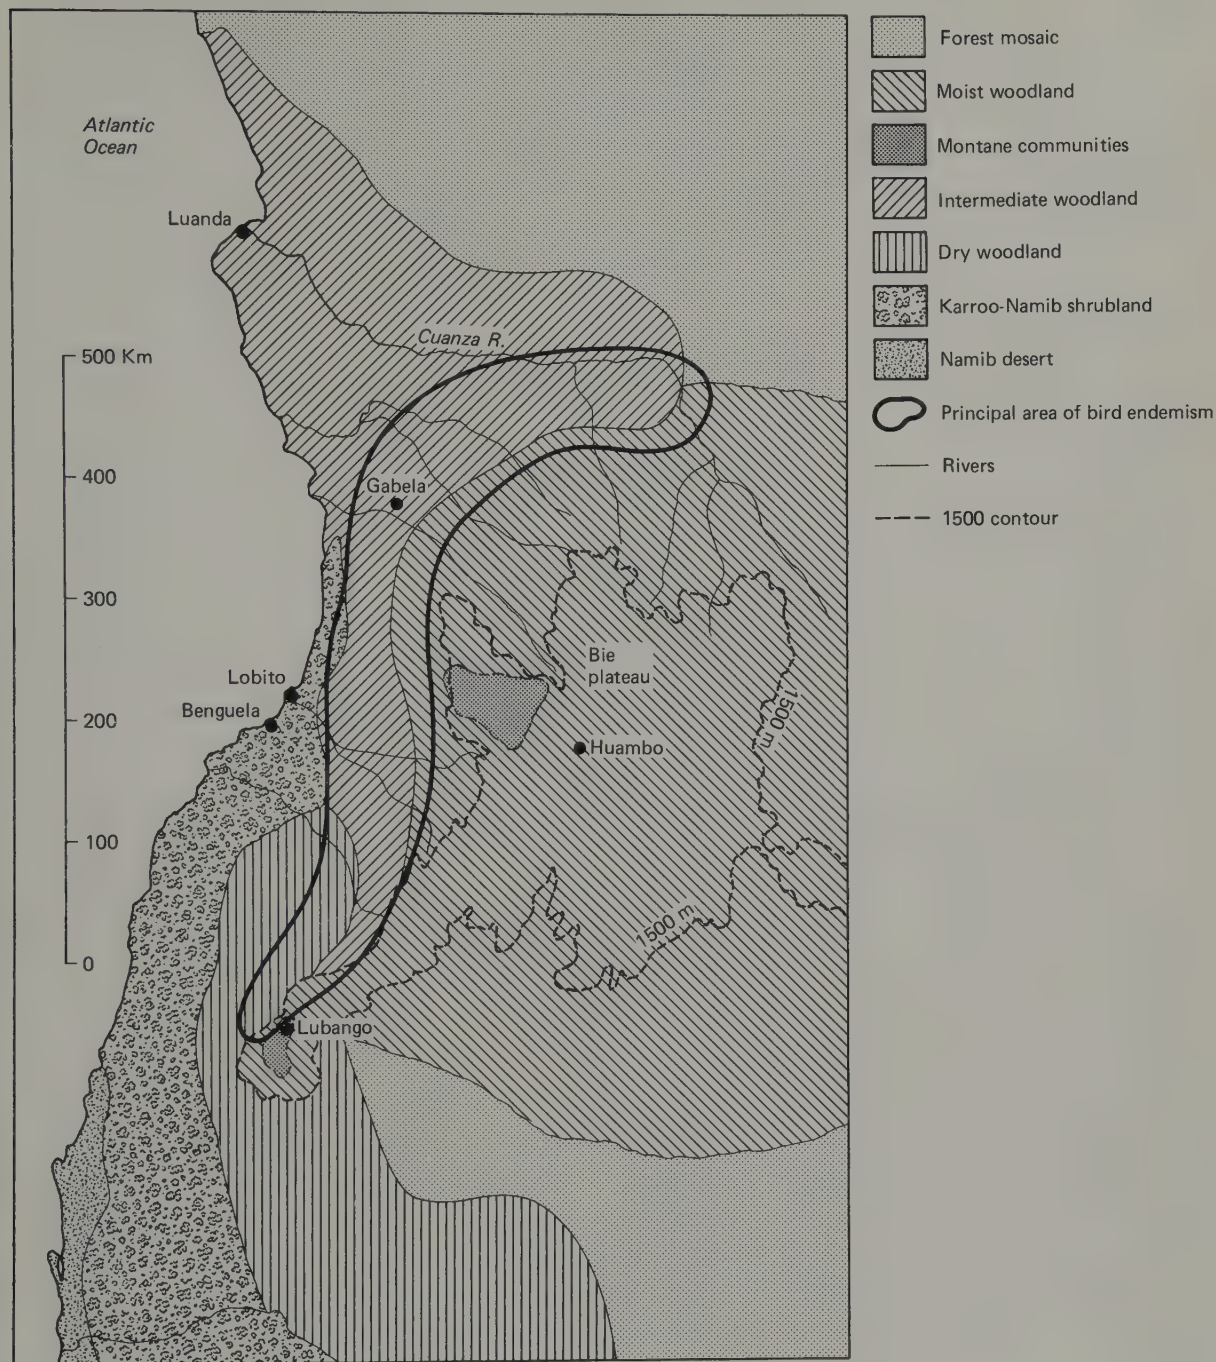 Atlantic
Ocean
Luanda
Cuanza R.
500 Km
400
300
200
100
0
Gabela
Lobito
Benguela
Bie
plateau
Huambo
1500 m
1500 m
Lubango
Forest mosaic
Moist woodland
Montane communities
Intermediate woodland
Dry woodland
Karroo-Namib shrubland
Namib desert
Principal area of bird endemism
Rivers
1500 contour